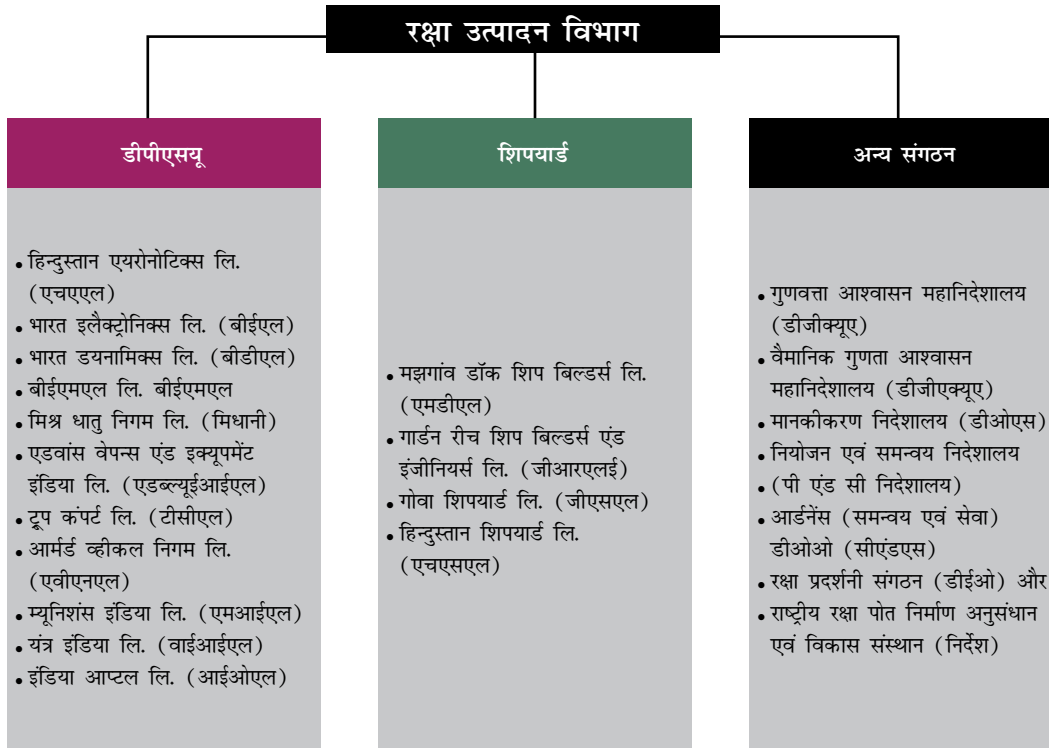 रक्षा उत्पादन विभाग
डीपीएसयू
• हिन्दुस्तान एयरोनोटिक्स लि.
(एचएएल)
• भारत इलैक्ट्रोनिक्स लि. (बीईएल)
• भारत डयनामिक्स लि. (बीडीएल)
• बीईएमएल लि. बीईएमएल
• मिश्र धातु निगम लि. (मिधानी)
• एडवांस वेपन्स एंड इक्यूपमेंट
इंडिया लि. (एडब्ल्यूईआईएल)
• ट्रूप कंपर्ट लि. (टीसीएल)
• आर्मर्ड व्हीकल निगम लि.
(एवीएनएल)
• म्यूनिशंस इंडिया लि. (एमआईएल)
• यंत्र इंडिया लि. (वाईआईएल)
• इंडिया आप्टल लि. (आईओएल)
शिपयार्ड
• मझगांव डॉक शिप बिल्डर्स लि.
(एमडीएल)
• गार्डन रीच शिप बिल्डर्स एंड
इंजीनियर्स लि. (जीआरएलई)
• गोवा शिपयार्ड लि. (जीएसएल)
• हिन्दुस्तान शिपयार्ड लि.
(एचएसएल)
अन्य संगठन
• गुणवत्ता आश्वासन महानिदेशालय
(डीजीक्यूए)
• वैमानिक गुणता आश्वासन
महानिदेशालय (डीजीएक्यूए)
• मानकीकरण निदेशालय (डीओएस)
• नियोजन एवं समन्वय निदेशालय
• (पी एंड सी निदेशालय)
• आर्डनेंस (समन्वय एवं सेवा)
डीओओ (सीएंडएस)
• रक्षा प्रदर्शनी संगठन (डीईओ) और
• राष्ट्रीय रक्षा पोत निर्माण अनुसंधान
एवं विकास संस्थान (निर्देश)